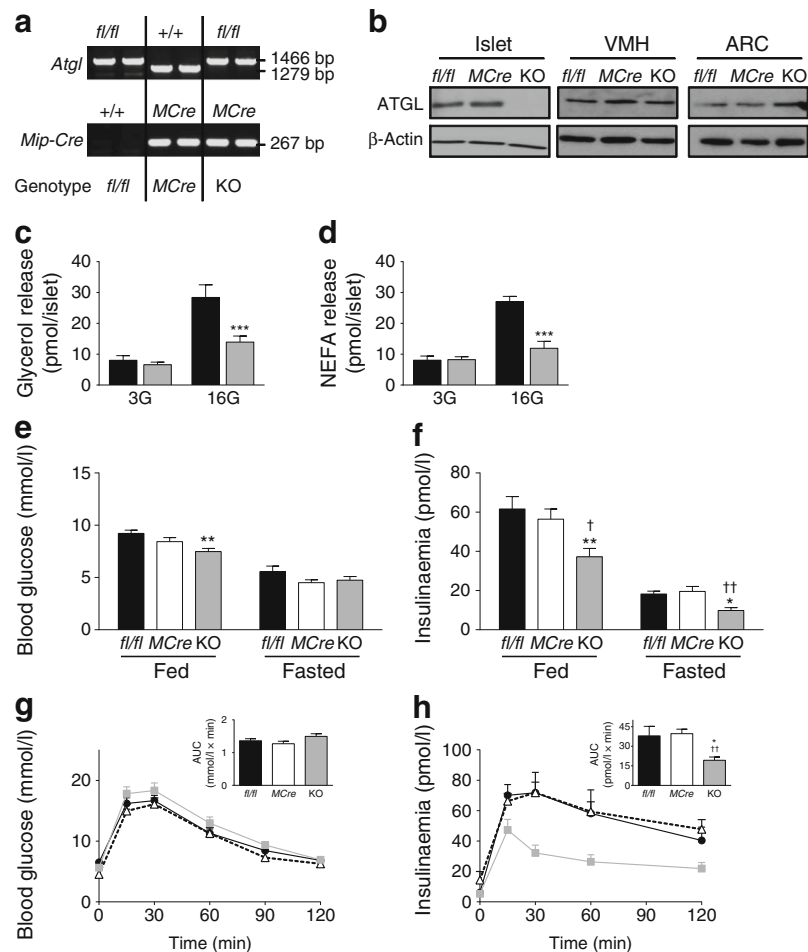 a
fl/fl +/+ fl/fl
Atgl
1466 bp
1279 bp
+/+ MCre MCre
Mip-Cre
267 bp
Genotype fl/fl MCre KO
b
Islet VMH ARC
fl/fl MCre KO fl/fl MCre KO fl/fl MCre KO
ATGL
β-Actin
c
Glycerol release
(pmol/islet)
40
30
20
10
0
***
3G 16G
d
NEFA release
(pmol/islet)
40
30
20
10
0
***
3G 16G
e
Blood glucose (mmol/l)
15
10
5
0
**
fl/fl MCre KO fl/fl MCre KO
Fed Fasted
f
Insulinaemia (pmol/l)
80
60
40
20
0
†
**
††
*
fl/fl MCre KO fl/fl MCre KO
Fed Fasted
g
Blood glucose (mmol/l)
20
10
0
0 30 60 90 120
Time (min)
AUC
(mmol/l × min)
2
1
0
fl/fl MCre KO
h
Insulinaemia (pmol/l)
100
80
60
40
20
0
0 30 60 90 120
Time (min)
AUC
(pmol/l × min)
45
30
15
0
*
††
fl/fl MCre KO